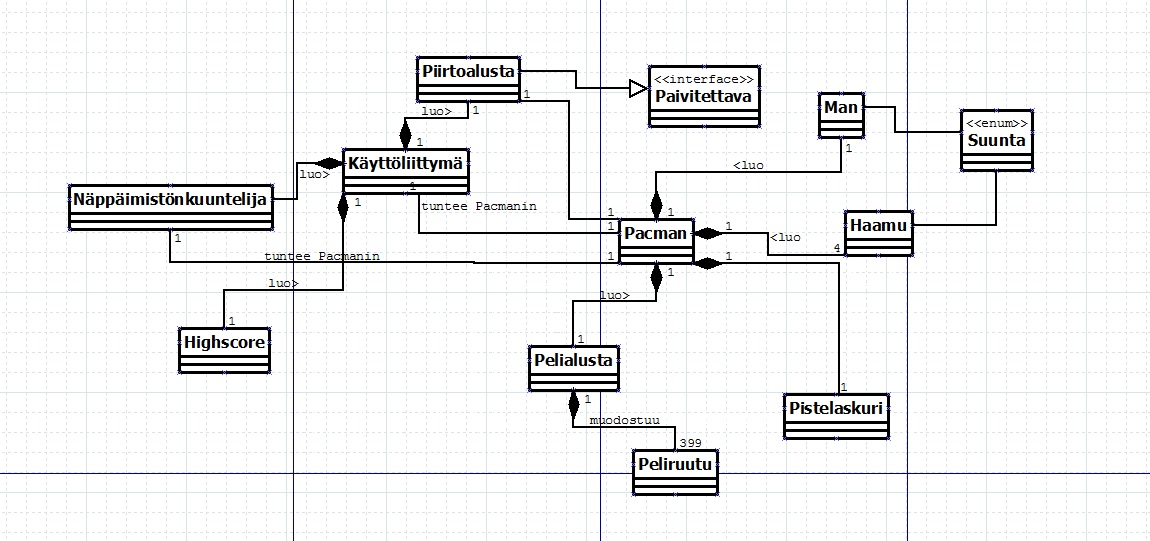 Piirtoalusta
1
1
luo>
1
<<interface>>
Paivitettava
Man
1
<<enum>>
Suunta
Käyttöliittymä
1
1
luo>
Näppäimistönkuuntelija
1
tuntee Pacmanin
<luo
1
1
1
1
Pacman
1
<luo
4
Haamu
1
1
tuntee Pacmanin
luo>
1
Highscore
luo>
1
Pelialusta
1
muodostuu
399
Peliruutu
1
Pistelaskuri